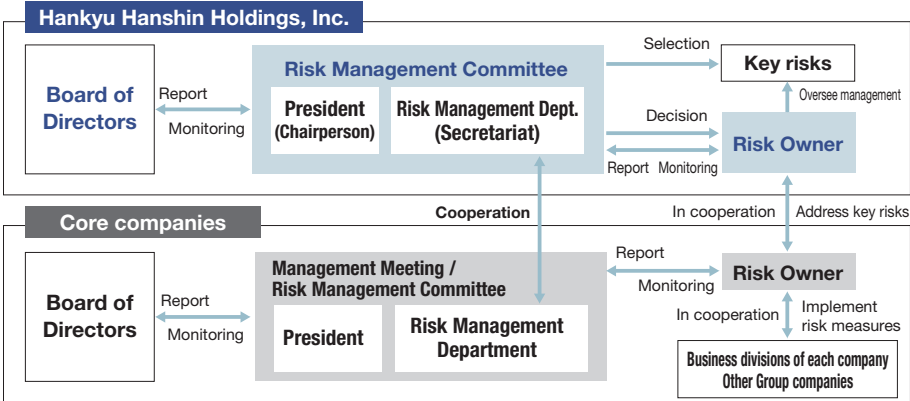 Hankyu Hanshin Holdings, Inc.
Board of
Directors
Report
Monitoring
Risk Management Committee
President
(Chairperson)
Risk Management Dept.
(Secretariat)
Selection
Key risks
Oversee management
Decision
Report Monitoring
Risk Owner
Cooperation
In cooperation
Address key risks
Core companies
Board of
Directors
Report
Monitoring
Management Meeting /
Risk Management Committee
President
Risk Management
Department
Report
Monitoring
Risk Owner
In cooperation
Implement
risk measures
Business divisions of each company
Other Group companies